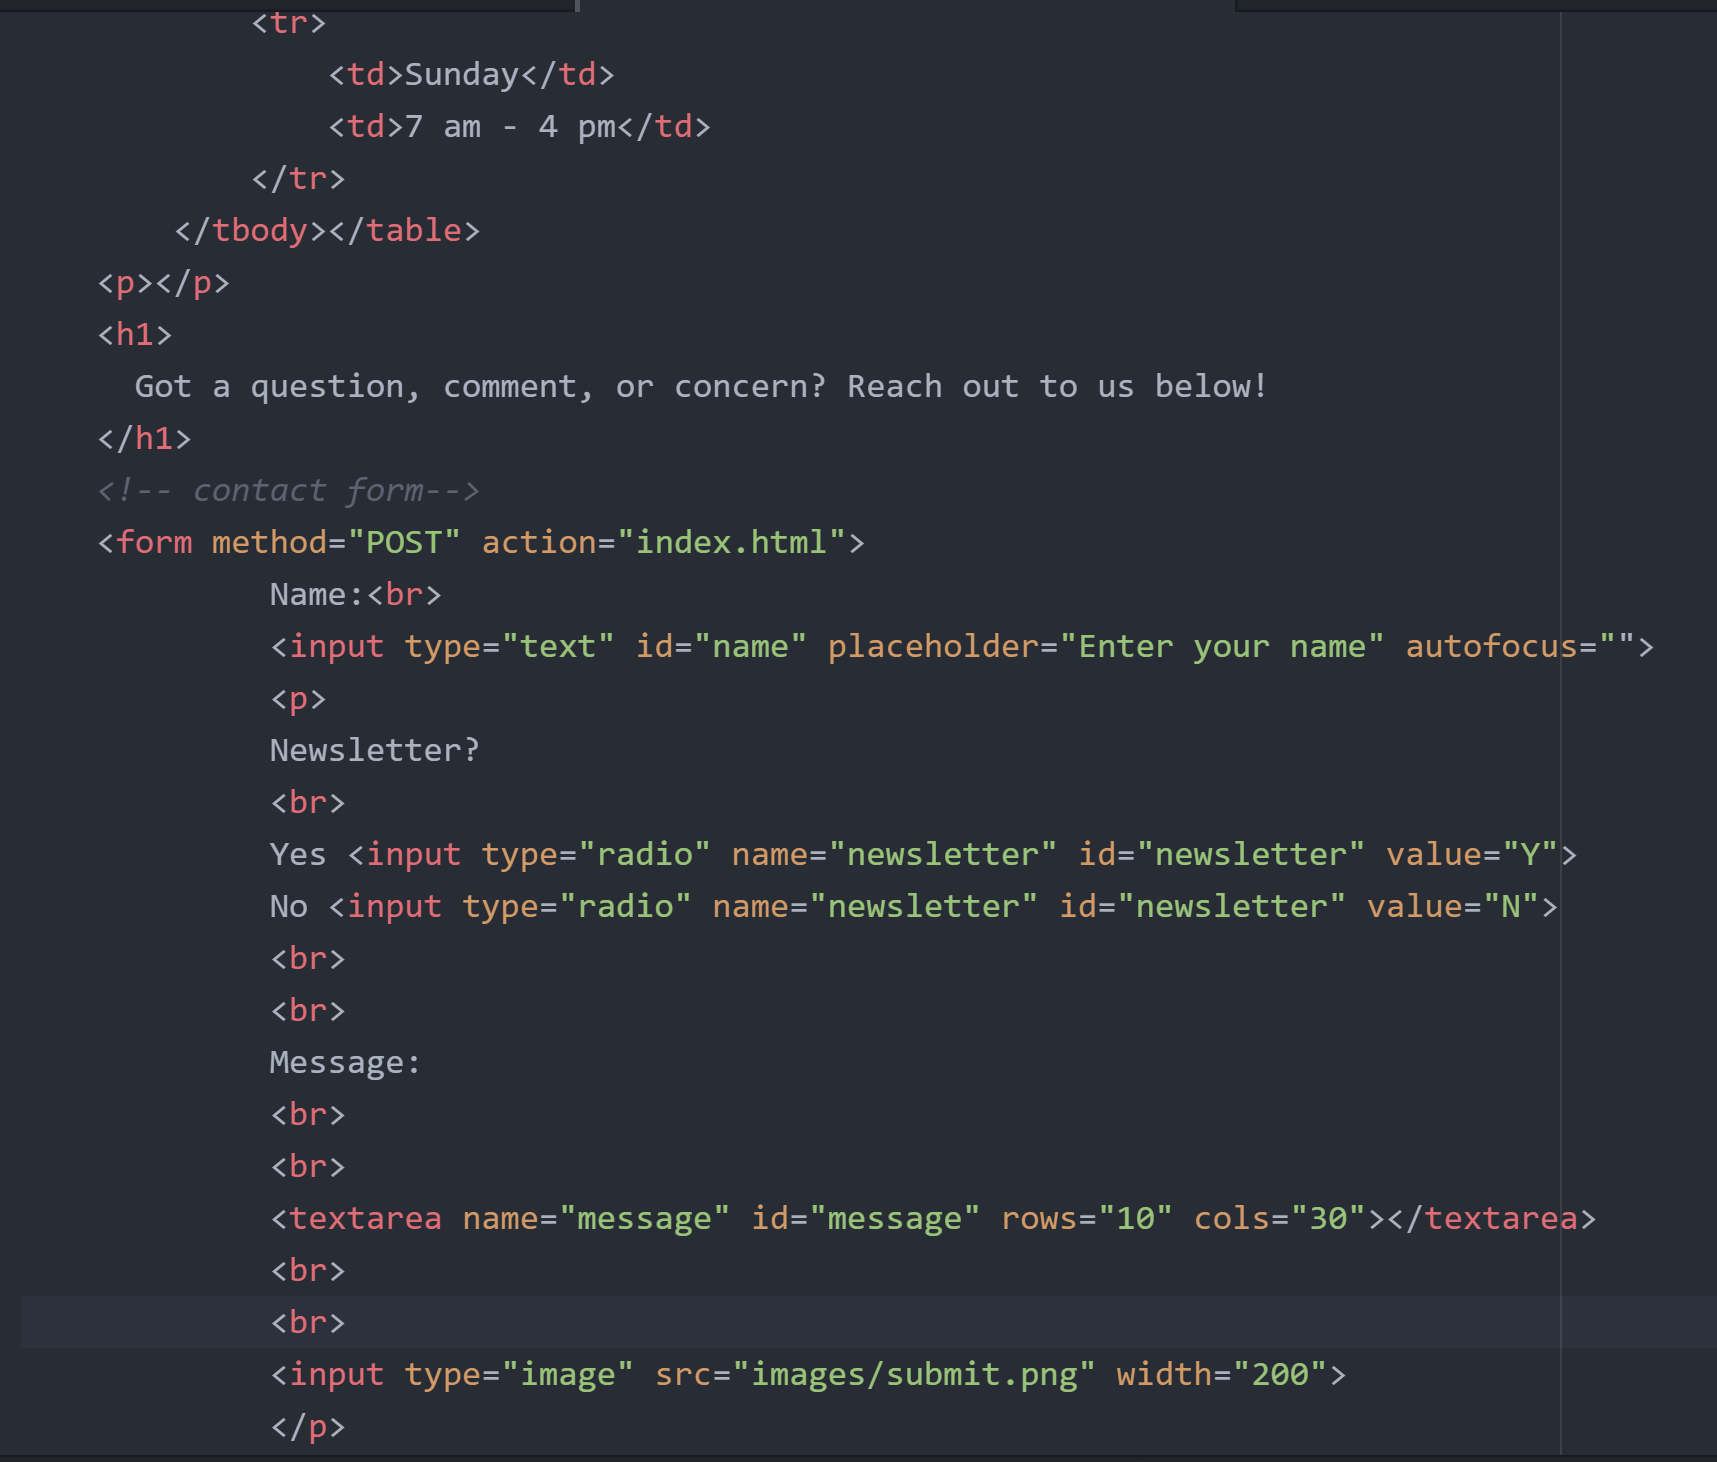 <tr>
<td>Sunday</td>
<td>7 am - 4 pm</td>
</tr>
</tbody></table>
<p></p>
<h1>
Got a question, comment, or concern? Reach out to us below!
</h1>
<!-- contact form-->
<form method="POST" action="index.html">
Name:<br>
<input type="text" id="name" placeholder="Enter your name" autofocus="">
<p>
Newsletter?
<br>
Yes <input type="radio" name="newsletter" id="newsletter" value="Y">
No <input type="radio" name="newsletter" id="newsletter" value="N">
<br>
<br>
Message:
<br>
<br>
<textarea name="message" id="message" rows="10" cols="30"></textarea>
<br>
<br>
<input type="image" src="images/submit.png" width="200">
</p>